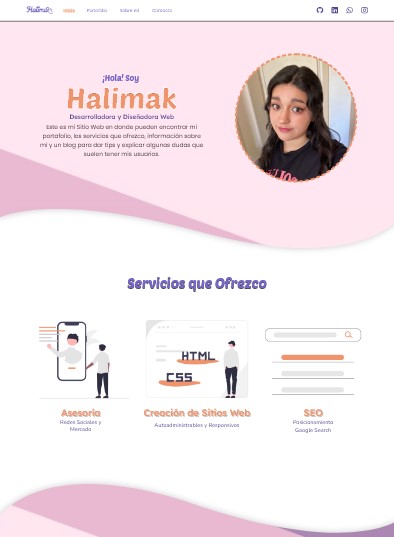 Halimak
Inicio Portafolio Sobre mí Contacto
¡Hola! Soy
Halimak
Desarrolladora y Diseñadora Web
Este es mi Sitio Web en donde pueden encontrar mi
portafolio, los servicios que ofrezco, información sobre
mi y un blog para dar tips y explicar algunas dudas que
suelen tener mis usuarios.
Servicios que Ofrezco
HTML
CSS
Asesoría
Redes Sociales y
Mercado
Creación de Sitios Web
Autoadministrables y Responsivos
SEO
Posicionamiento
Google Search